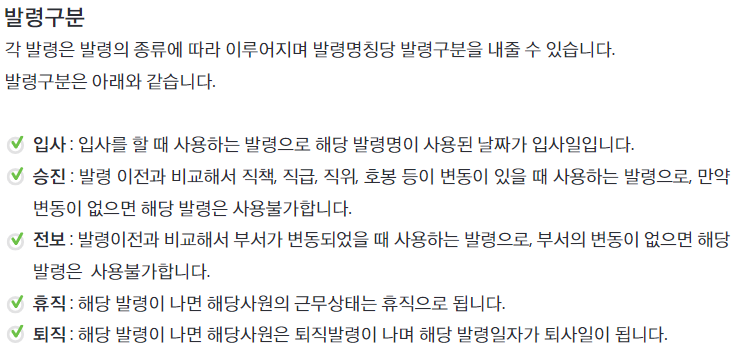 발령구분
각 발령은 발령의 종류에 따라 이루어지며 발령명칭당 발령구분을 내줄 수 있습니다.
발령구분은 아래와 같습니다.
입사 : 입사를 할 때 사용하는 발령으로 해당 발령명이 사용된 날짜가 입사일입니다.
승진 : 발령 이전과 비교해서 직책, 직급, 직위, 호봉 등이 변동이 있을 때 사용하는 발령으로, 만약
변동이 없으면 해당 발령은 사용불가합니다.
전보 : 발령이전과 비교해서 부서가 변동되었을 때 사용하는 발령으로, 부서의 변동이 없으면 해당
발령은 사용불가합니다.
휴직 : 해당 발령이 나면 해당사원의 근무상태는 휴직으로 됩니다.
퇴직 : 해당 발령이 나면 해당사원은 퇴직발령이 나며 해당 발령일자가 퇴사일이 됩니다.